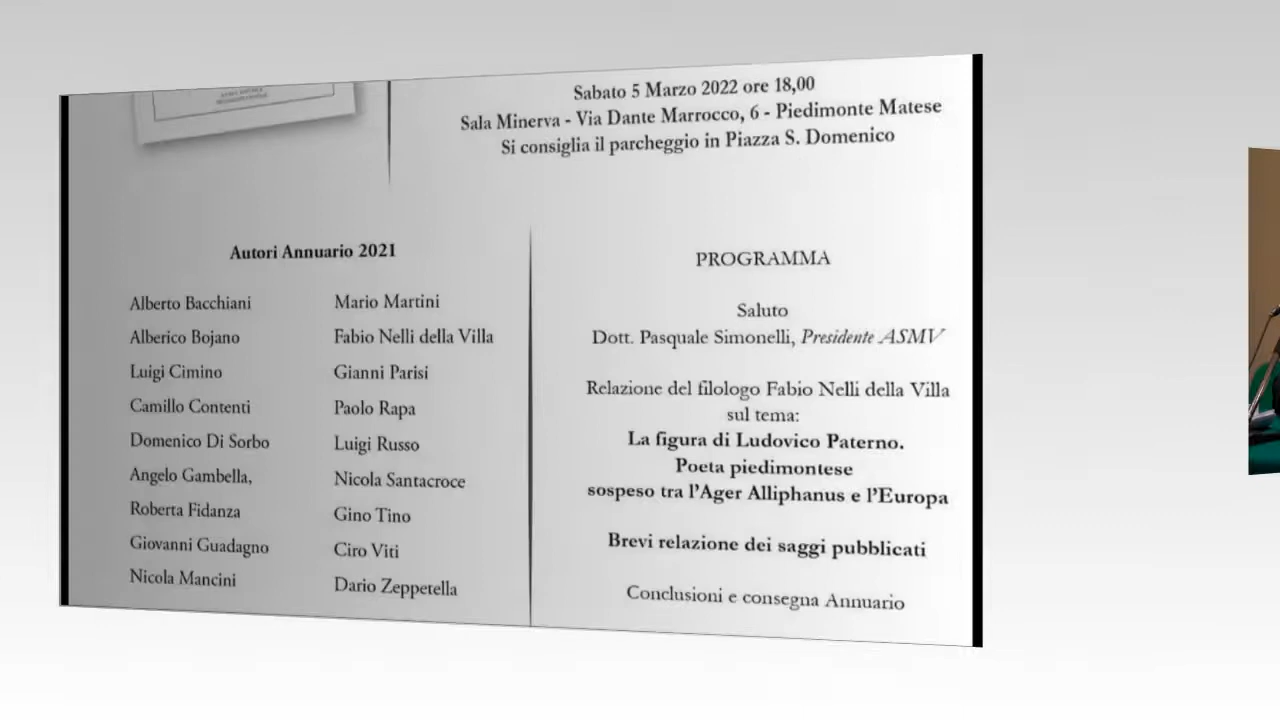 Sabato 5 Marzo 2022 ore 18,00
Sala Minerva - Via Dante Marrocco, 6 - Piedimonte Matese
Si consiglia il parcheggio in Piazza S. Domenico
Autori Annuario 2021
Alberto Bacchiani
Alberico Bojano
Luigi Cimino
Camillo Contenti
Domenico Di Sorbo
Angelo Gambella,
Roberta Fidanza
Giovanni Guadagno
Nicola Mancini
Mario Martini
Fabio Nelli della Villa
Gianni Parisi
Paolo Rapa
Luigi Russo
Nicola Santacroce
Gino Tino
Ciro Viti
Dario Zeppetella
PROGRAMMA
Saluto
Dott. Pasquale Simonelli, Presidente ASMV
Relazione del filologo Fabio Nelli della Villa
sul tema:
La figura di Ludovico Paterno.
Poeta piedimontese
sospeso tra l'Ager Alliphanus e l'Europa
Brevi relazione dei saggi pubblicati
Conclusioni e consegna Annuario